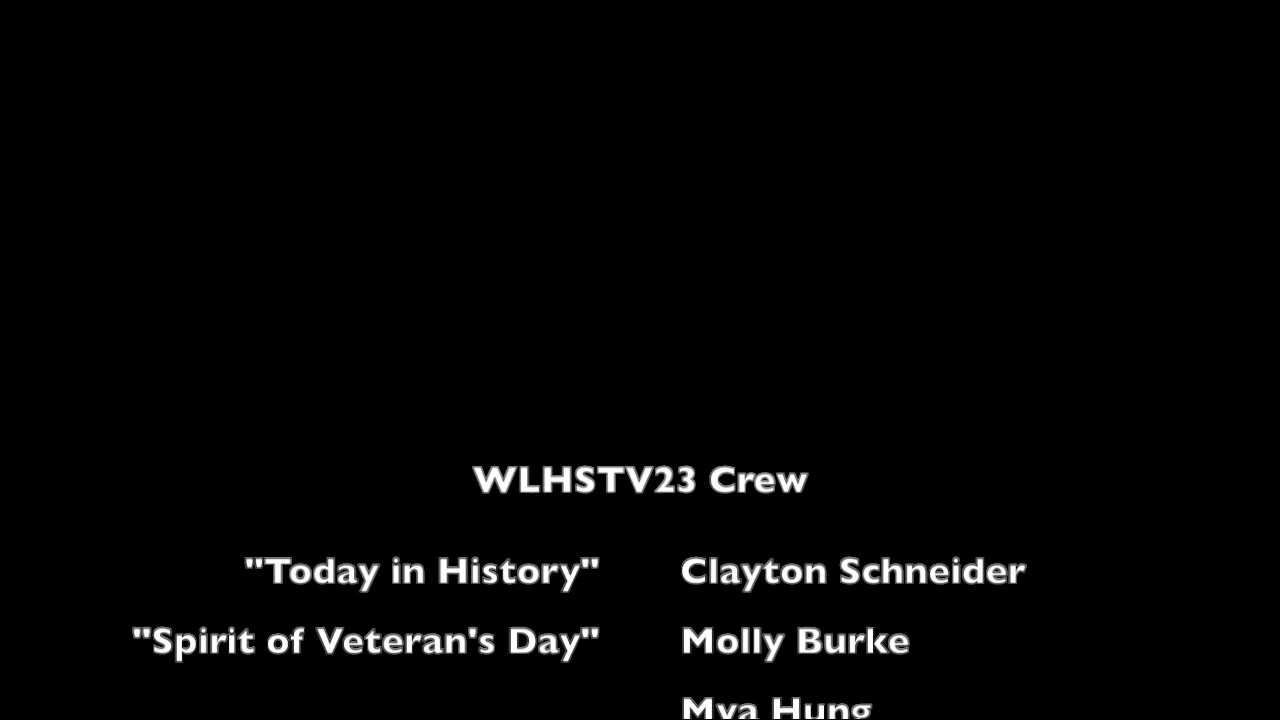 WLHSTV23 Crew
"Today in History" Clayton Schneider
"Spirit of Veteran's Day" Molly Burke
Mya Hung